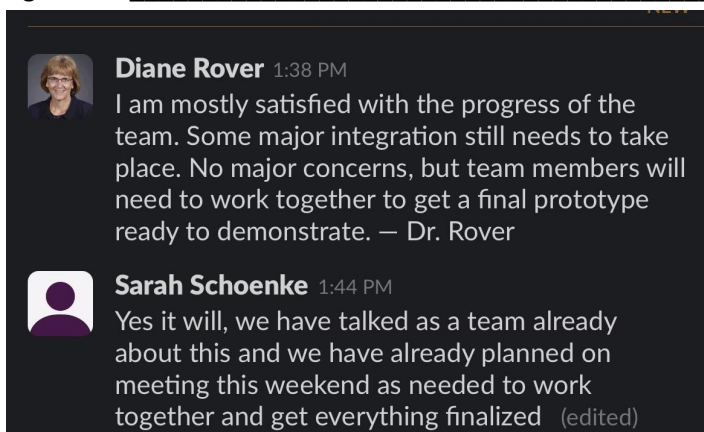 NEW
Diane Rover 1:38 PM
I am mostly satisfied with the progress of the
team. Some major integration still needs to take
place. No major concerns, but team members will
need to work together to get a final prototype
ready to demonstrate. — Dr. Rover
Sarah Schoenke 1:44 PM
Yes it will, we have talked as a team already
about this and we have already planned on
meeting this weekend as needed to work
together and get everything finalized (edited)